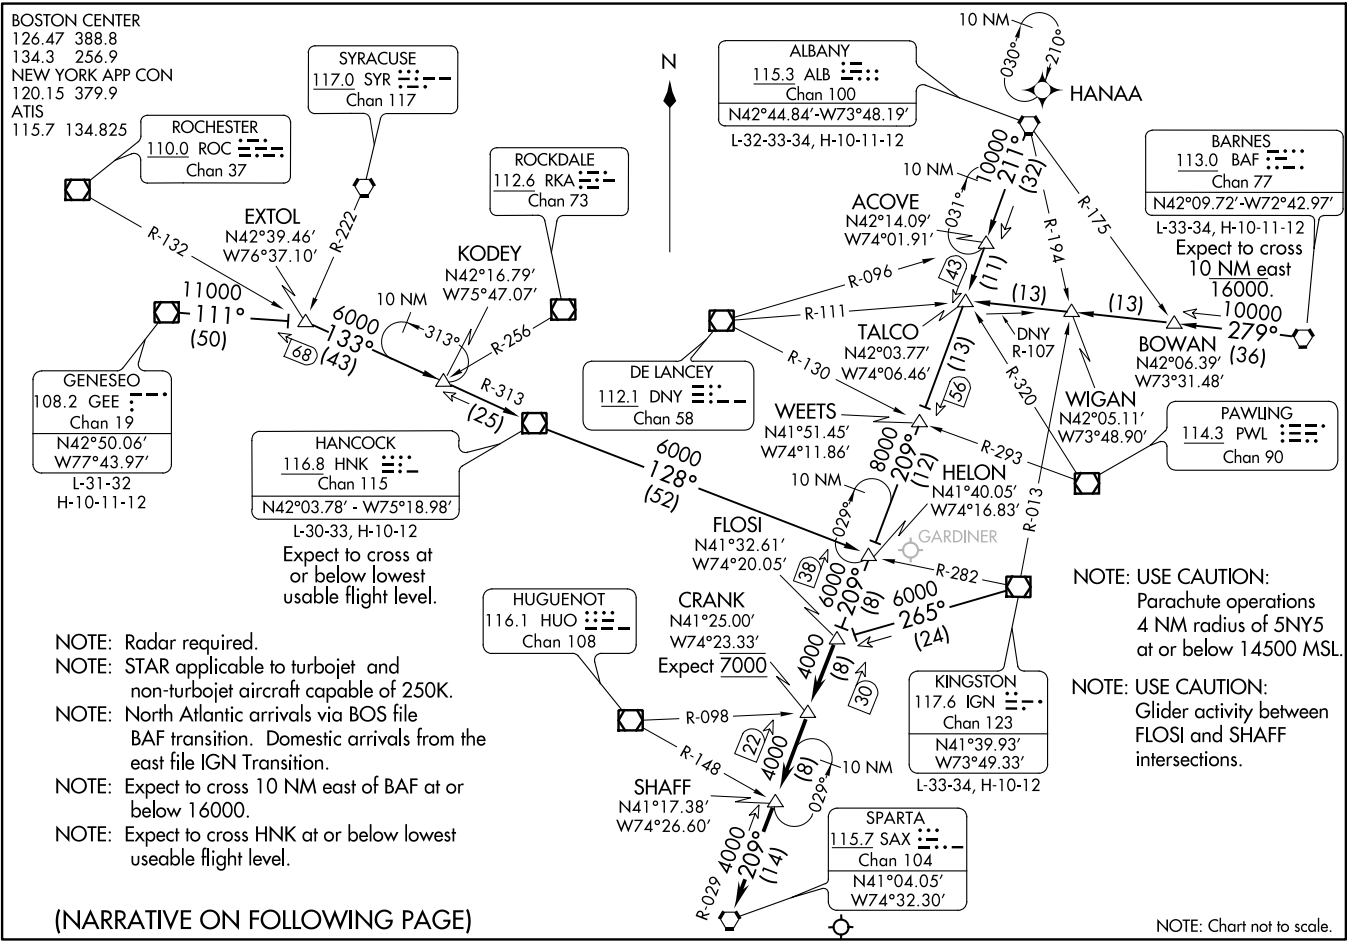 BOSTON CENTER
126.47 388.8
134.3 256.9
NEW YORK APP CON
120.15 379.9
ATIS
115.7 134.825
SYRACUSE
117.0 SYR
Chan 117
ROCHESTER
110.0 ROC
Chan 37
ROCKDALE
112.6 RKA
Chan 73
N
ALBANY
115.3 ALB
Chan 100
N42°44.84'-W73°48.19'
L-32-33-34, H-10-11-12
10 NM
030°
210°
HANAA
BARNES
113.0 BAF
Chan 77
N42°09.72'-W72°42.97'
L-33-34, H-10-11-12
Expect to cross
10 NM east
16000.
10000
279°
(36)
R-132
R-222
EXTOL
N42°39.46'
W76°37.10'
KODEY
N42°16.79'
W75°47.07'
10 NM
313°
R-256
11000
111°
(50)
68
6000
133°
(43)
R-313
(25)
GENESEO
108.2 GEE
Chan 19
N42°50.06'
W77°43.97'
L-31-32
H-10-11-12
HANCOCK
116.8 HNK
Chan 115
N42°03.78' - W75°18.98'
L-30-33, H-10-12
Expect to cross at
or below lowest
usable flight level.
6000
128°
(52)
10000
211°
(32)
10 NM
031°
ACOVE
N42°14.09'
W74°01.91'
R-096
43
(11)
R-194
R-175
R-111
(13)
(13)
TALCO
N42°03.77'
W74°06.46'
DNY
R-107
BOWAN
N42°06.39'
W73°31.48'
R-130
(13)
R-320
DE LANCEY
112.1 DNY
Chan 58
56
WIGAN
N42°05.11'
W73°48.90'
WEETS
N41°51.45'
W74°11.86'
R-293
PAWLING
114.3 PWL
Chan 90
8000
209°
(12)
10 NM
029°
HELON
N41°40.05'
W74°16.83'
R-013
GARDINER
FLOSI
N41°32.61'
W74°20.05'
38
6000
209°
(8)
R-282
6000
265°
(24)
HUGUENOT
116.1 HUO
Chan 108
CRANK
N41°25.00'
W74°23.33'
Expect 7000
4000
(8)
30
KINGSTON
117.6 IGN
Chan 123
N41°39.93'
W73°49.33'
L-33-34, H-10-12
NOTE: USE CAUTION:
Parachute operations
4 NM radius of 5NY5
at or below 14500 MSL.
NOTE: USE CAUTION:
Glider activity between
FLOSI and SHAFF
intersections.
R-098
R-148
22
4000
(8)
10 NM
029°
SHAFF
N41°17.38'
W74°26.60'
R-029
4000
209°
(14)
SPARTA
115.7 SAX
Chan 104
N41°04.05'
W74°32.30'
NOTE: Radar required.
NOTE: STAR applicable to turbojet and
non-turbojet aircraft capable of 250K.
NOTE: North Atlantic arrivals via BOS file
BAF transition. Domestic arrivals from the
east file IGN Transition.
NOTE: Expect to cross 10 NM east of BAF at or
below 16000.
NOTE: Expect to cross HNK at or below lowest
useable flight level.
(NARRATIVE ON FOLLOWING PAGE)
NOTE: Chart not to scale.